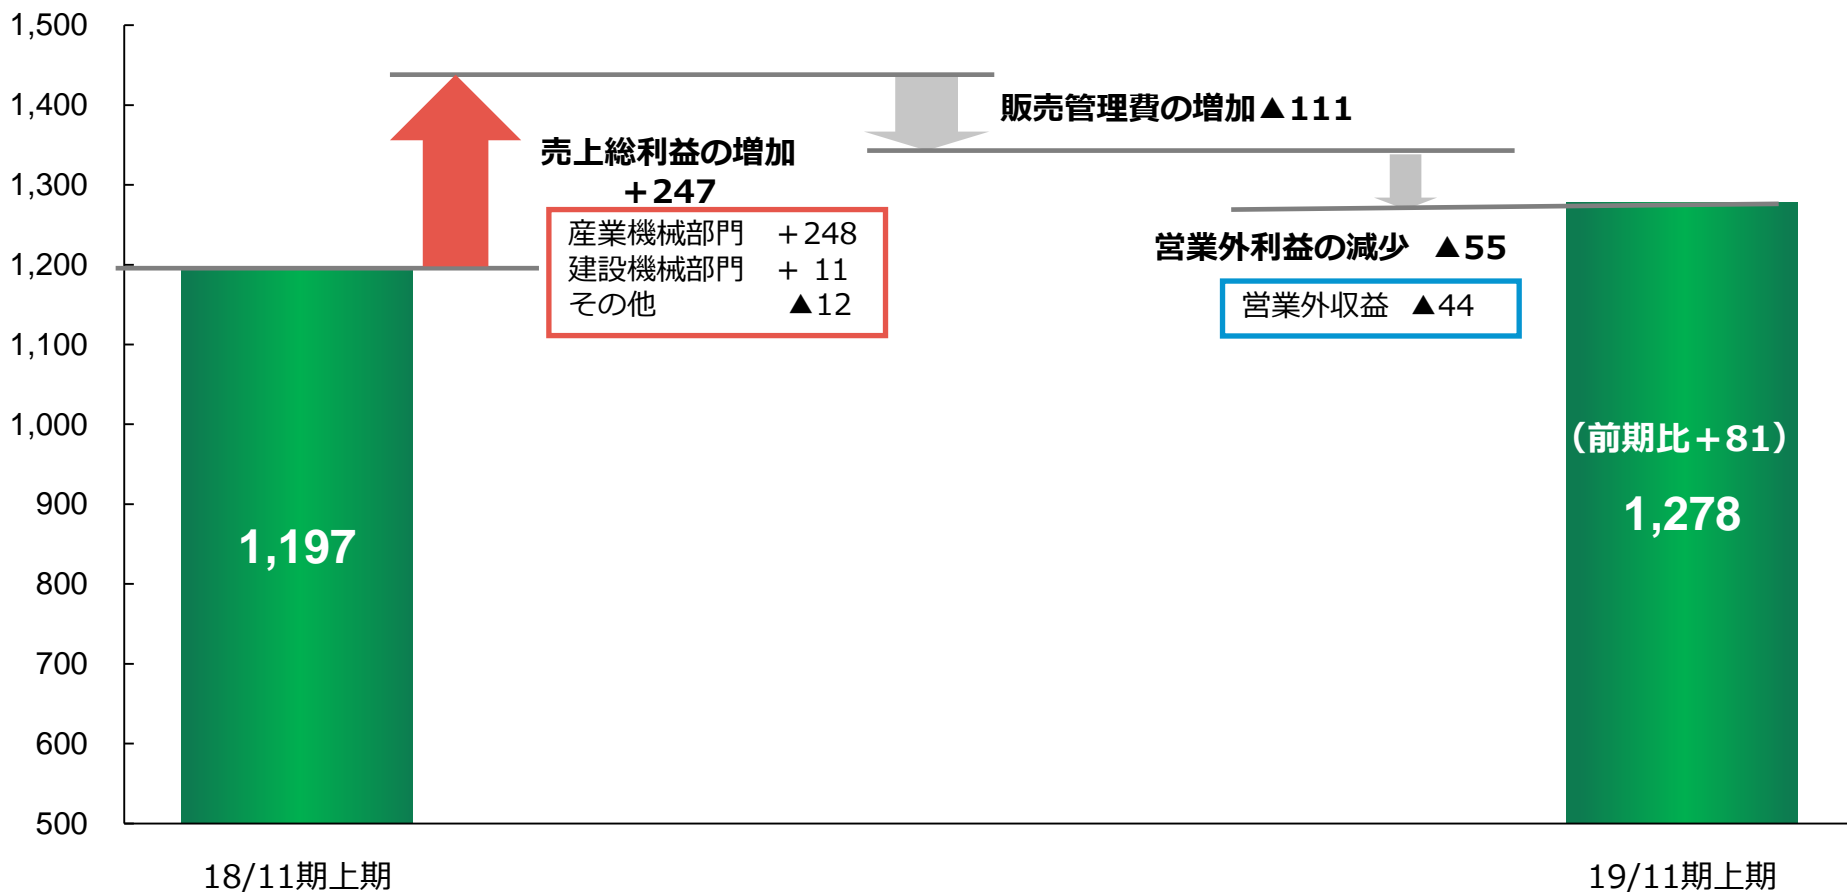 1,500
1,400
1,300
1,200
1,100
1,000
900
800
700
600
500
販売管理費の増加▲111
売上総利益の増加
+247
産業機械部門 +248
建設機械部門 + 11
その他 ▲12
営業外利益の減少 ▲55
営業外収益 ▲44
(前期比+81)
1,278
1,197
18/11期上期
19/11期上期